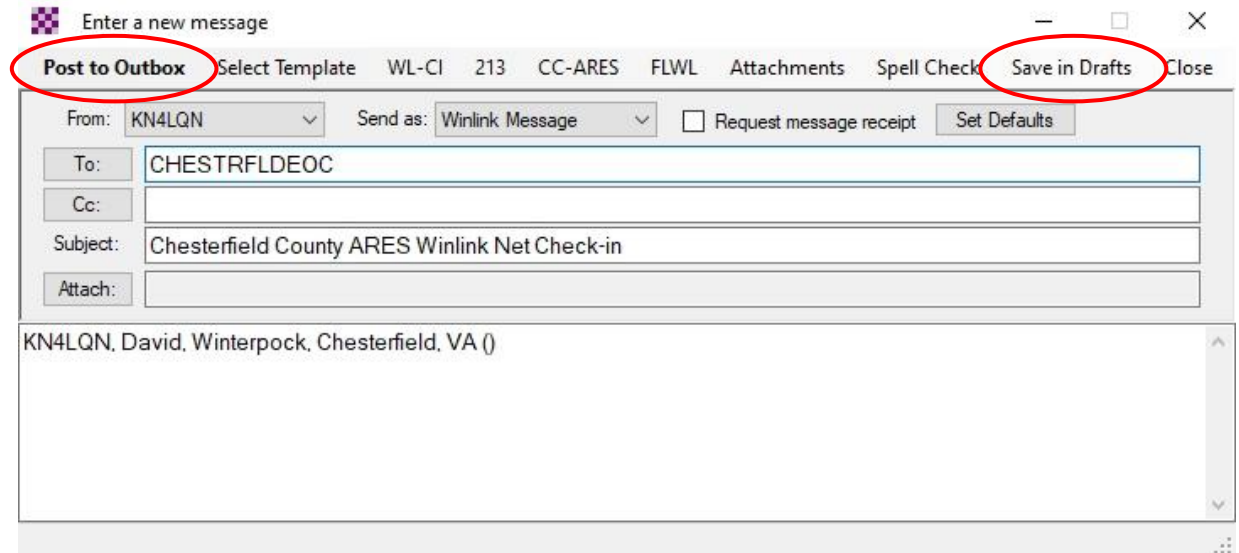 Enter a new message
Post to Outbox Select Template WL-CI 213 CC-ARES FLWL Attachments Spell Check Save in Drafts Close
From: KN4LQN Send as: Winlink Message Request message receipt Set Defaults
To: CHESTRFLDEOC
Cc:
Subject: Chesterfield County ARES Winlink Net Check-in
Attach:
KN4LQN, David, Winterpock, Chesterfield, VA ()